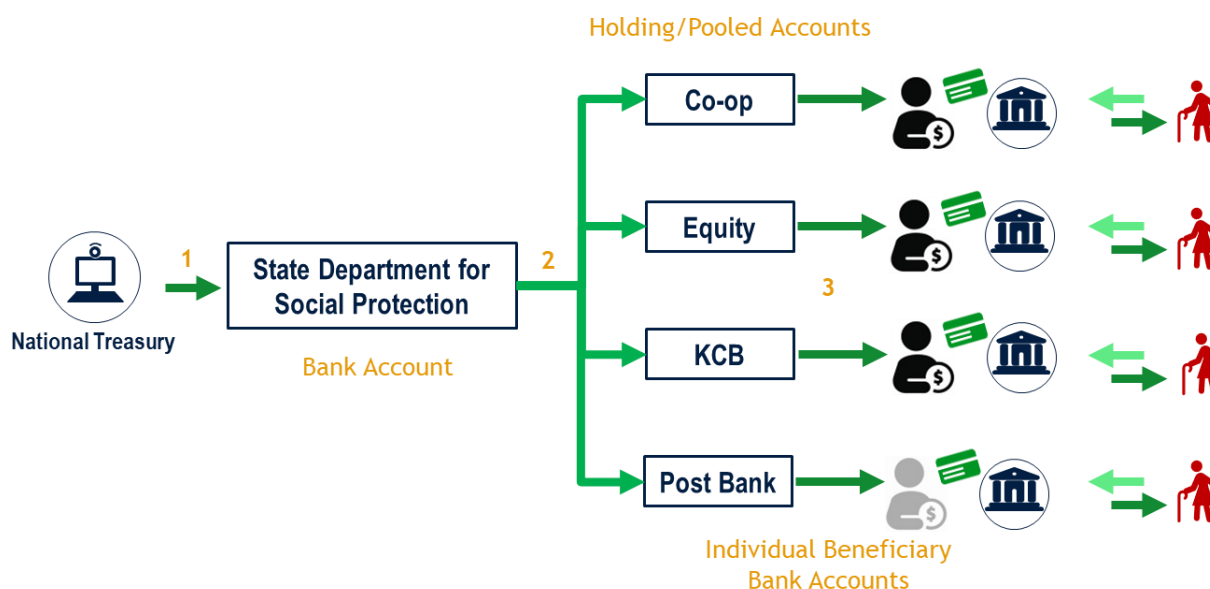 Holding/Pooled Accounts
Co-op
$
Equity
$
1
2
3
State Department for
Social Protection
National Treasury
Bank Account
KCB
$
Post Bank
$
Individual Beneficiary
Bank Accounts